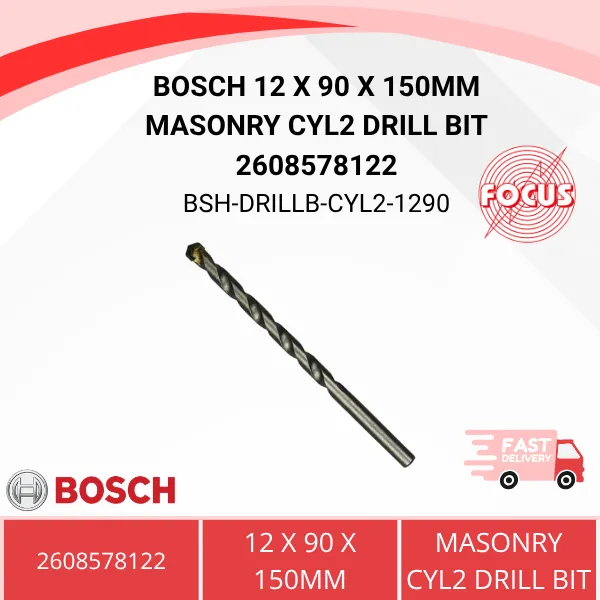 BOSCH 12 X 90 X 150MM
MASONRY CYL2 DRILL BIT
2608578122
BSH-DRILLB-CYL2-1290
FOCUS
FAST
DELIVERY
BOSCH
2608578122
12 X 90 X
150MM
MASONRY
CYL2 DRILL BIT